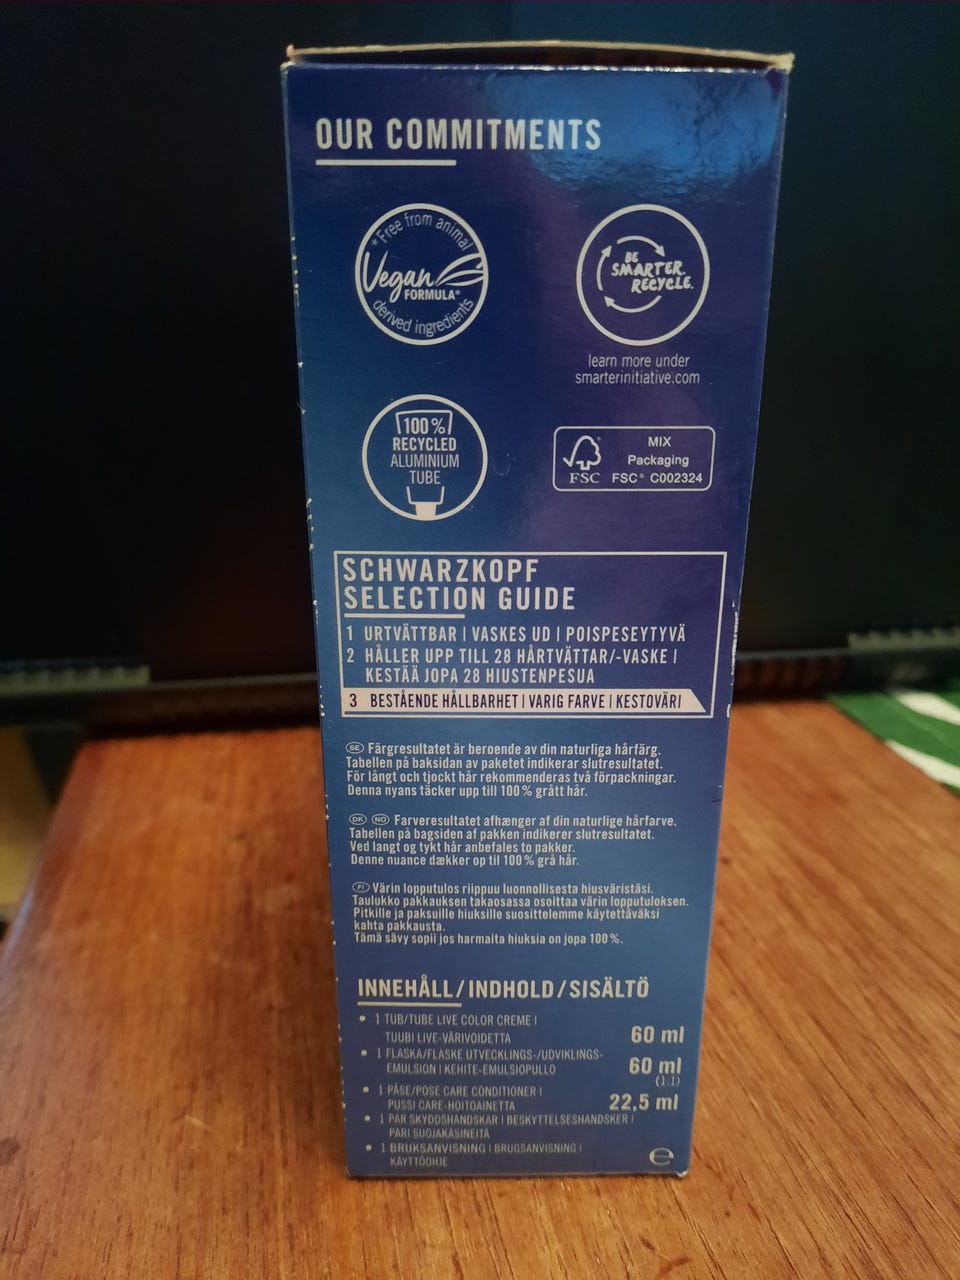 OUR COMMITMENTS
*Free from animal
Vegan
FORMULA*
derived ingredients
BE
SMARTER.
RECYCLE.
learn more under
smarterinitiative.com
100%
RECYCLED
ALUMINIUM
TUBE
MIX
Packaging
FSC FSC® C002324
SCHWARZKOPF
SELECTION GUIDE
1 URTVÄTTBAR | VASKES UD | POISPESEYTYVÄ
2 HÅLLER UPP TILL 28 HÅRTVÄTTAR/-VASKE |
KESTÄÄ JOPA 28 HIUSTENPESUA
3 BESTÅENDE HÅLLBARHET | VARIG FARVE | KESTOVÄRI
SE Färgresultatet är beroende av din naturliga hårfärg.
Tabellen på baksidan av paketet indikerar slutresultatet.
För långt och tjockt hår rekommenderas två förpackningar.
Denna nyans täcker upp till 100% grått hår.
DK NO Farveresultatet afhænger af din naturlige hårfarve.
Tabellen på bagsiden af pakken indikerer slutresultatet.
Ved langt og tykt hår anbefales to pakker.
Denne nuance dækker op til 100% grå hår.
FI Värin lopputulos riippuu luonnollisesta hiusväristäsi.
Taulukko pakkauksen takaosassa osoittaa värin lopputuloksen.
Pitkille ja paksuille hiuksille suosittelemme käytettäväksi
kahta pakkausta.
Tämä sävy sopii jos harmaita hiuksia on jopa 100%.
INNEHÅLL/INDHOLD/SISÄLTÖ
• 1 TUB/TUBE LIVE COLOR CREME |
TUUBI LIVE-VÄRIVOIDETTA 60 ml
• 1 FLASKA/FLASKE UTVECKLINGS-/UDVIKLINGS-
EMULSION | KEHITE-EMULSIOPULLO 60 ml
(1:1)
• 1 PÅSE/POSE CARE CONDITIONER |
PUSSI CARE-HOITOAINETTA 22,5 ml
• 1 PAR SKYDDSHANDSKAR | BESKYTTELSESHANDSKER |
PARI SUOJAKÄSINEITÄ
• 1 BRUKSANVISNING | BRUGSANVISNING |
KÄYTTÖOHJE
℮